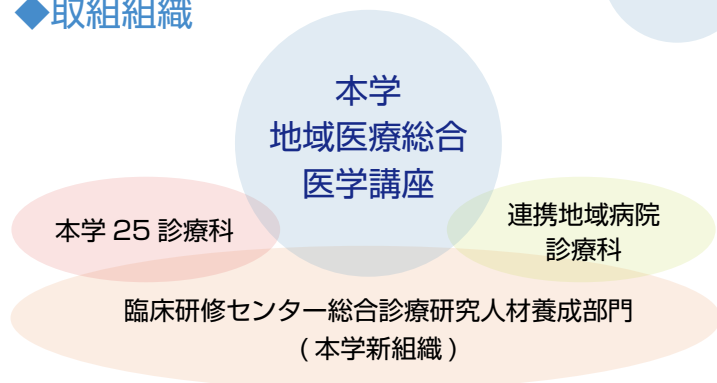 ◆取組組織
本学
地域医療総合
医学講座
本学 25 診療科
連携地域病院
診療科
臨床研修センター総合診療研究人材養成部門
( 本学新組織 )